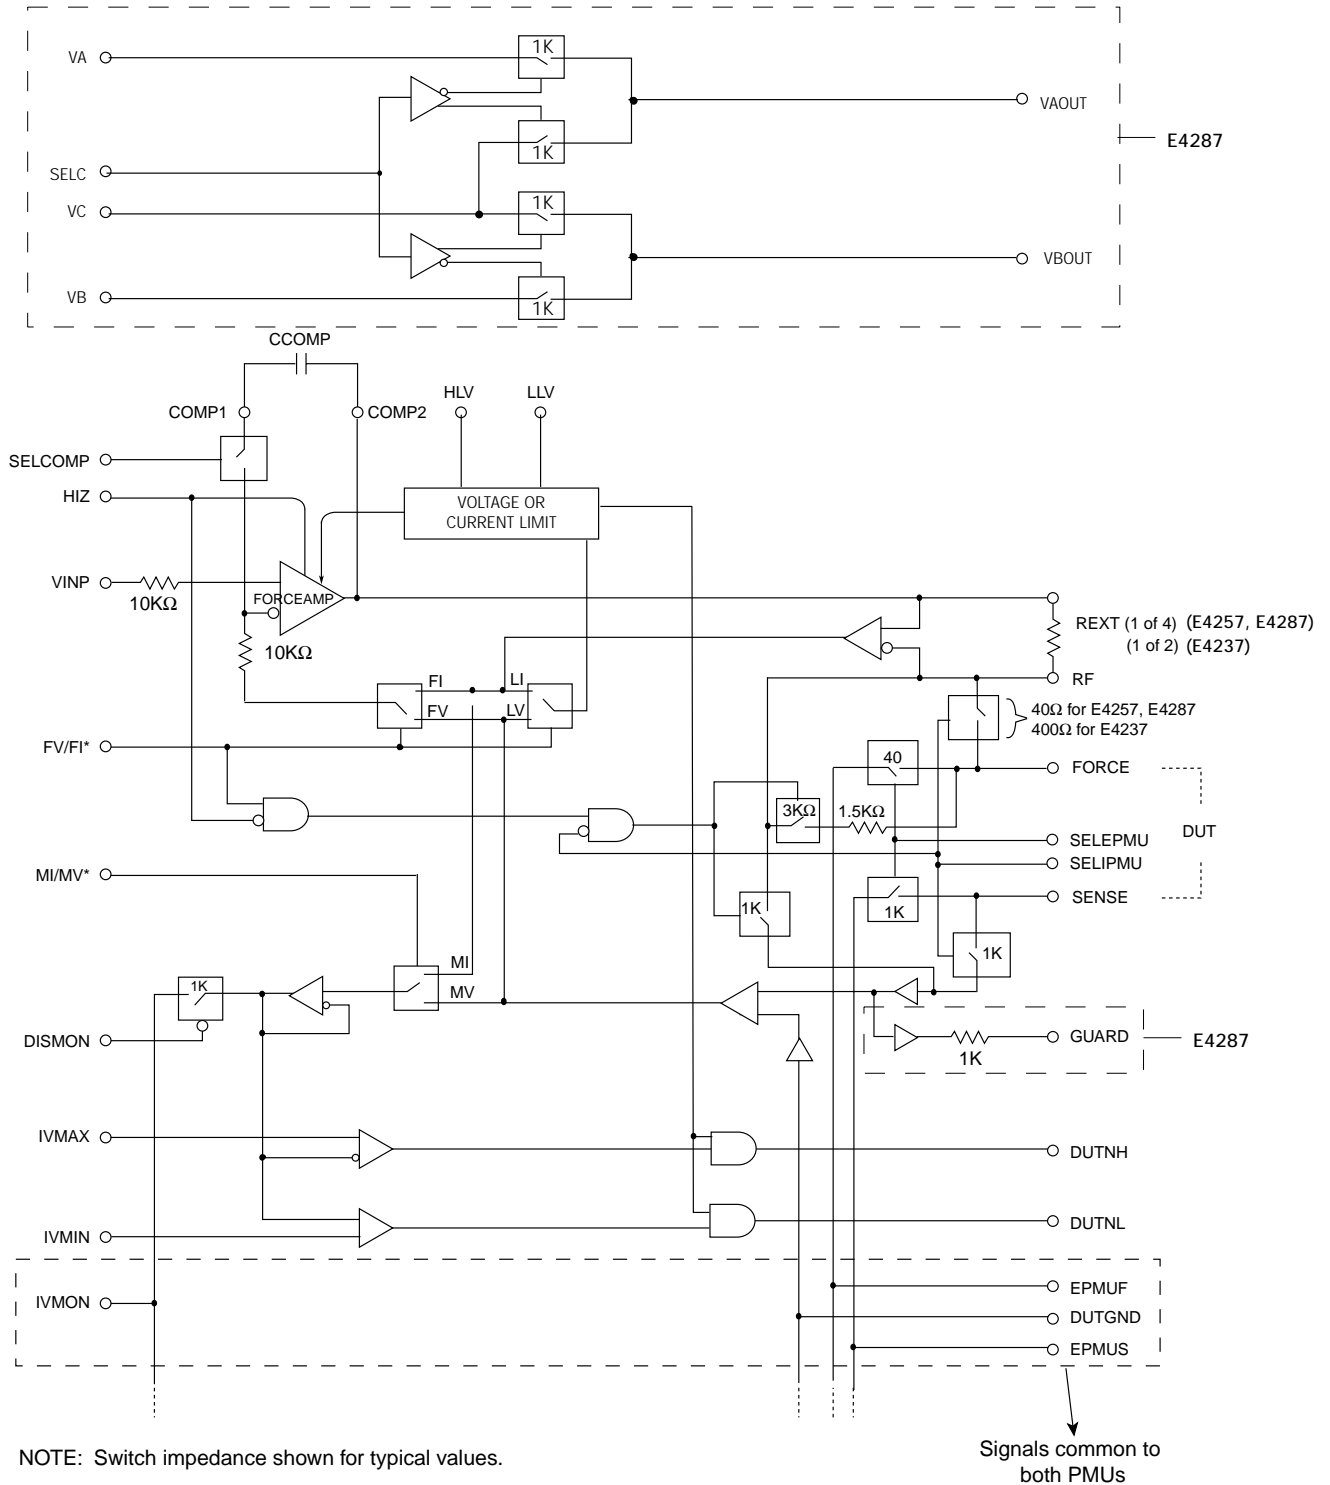 1K
VA
VAOUT
E4287
1K
SELC
1K
VC
VBOUT
VB
1K
CCOMP
HLV
LLV
COMP1
COMP2
SELCOMP
HIZ
VOLTAGE OR
CURRENT LIMIT
VINP
10KΩ
FORCEAMP
REXT (1 of 4) (E4257, E4287)
(1 of 2) (E4237)
10KΩ
FI
LI
RF
FV
LV
40Ω for E4257, E4287
400Ω for E4237
FV/FI*
40
FORCE
3KΩ
1.5KΩ
SELEPMU
DUT
SELIPMU
MI/MV*
SENSE
1K
1K
1K
MI
1K
MV
DISMON
GUARD
E4287
1K
IVMAX
DUTNH
DUTNL
IVMIN
EPMUF
IVMON
DUTGND
EPMUS
NOTE: Switch impedance shown for typical values.
Signals common to
both PMUs